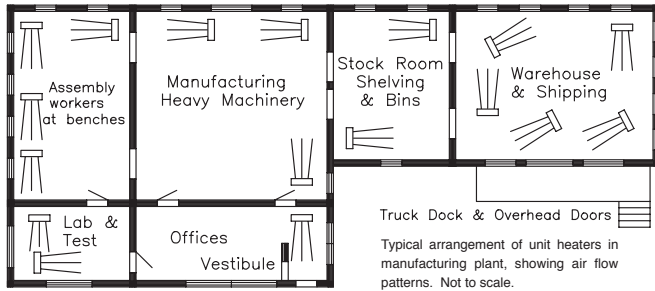 Assembly
workers
at benches
Manufacturing
Heavy Machinery
Stock Room
Shelving
& Bins
Warehouse
& Shipping
Lab &
Test
Offices
Vestibule
Truck Dock & Overhead Doors
Typical arrangement of unit heaters in
manufacturing plant, showing air flow
patterns. Not to scale.